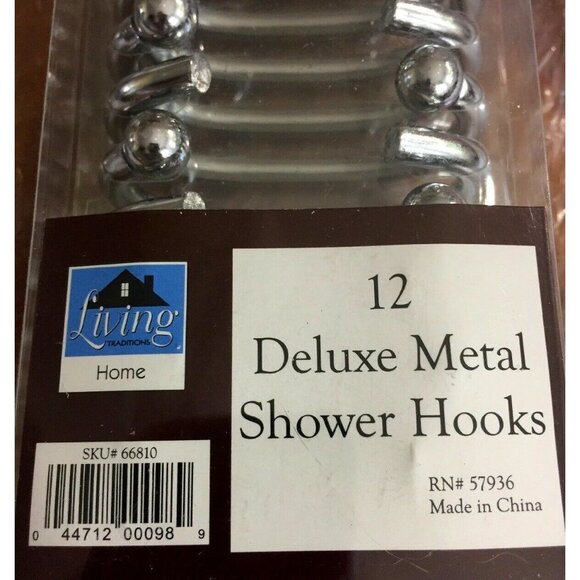 Living
TRADITIONS
Home
12
Deluxe Metal
Shower Hooks
SKU# 66810
0 44712 00098 9
RN# 57936
Made in China